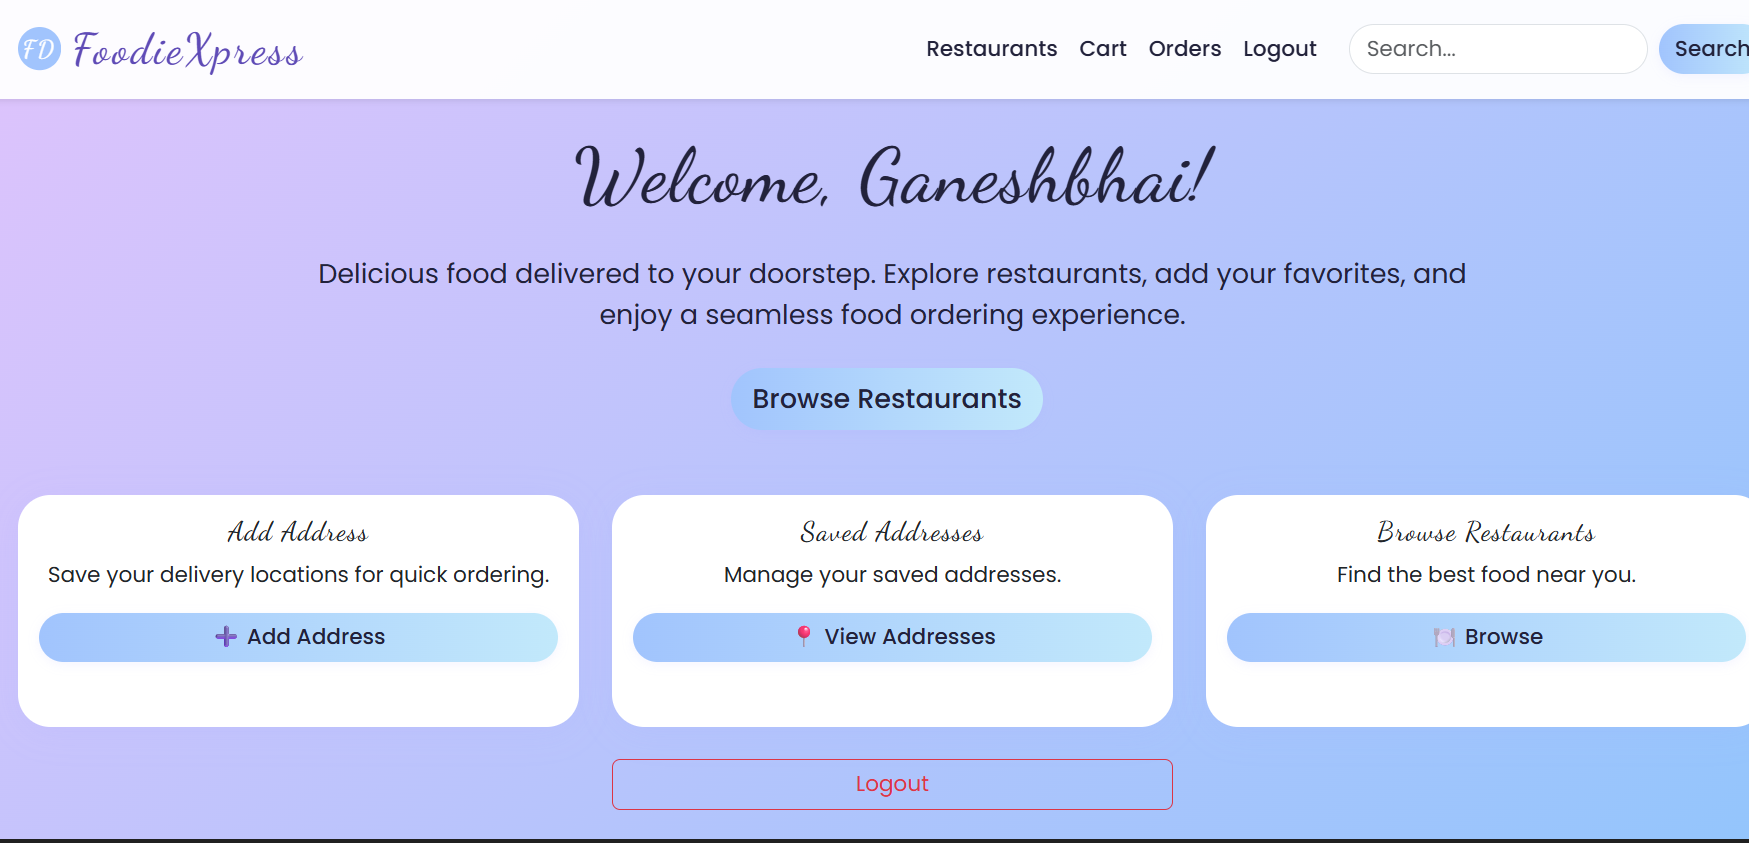 FD FoodieXpress Restaurants Cart Orders Logout Search... Search
Welcome, Ganeshbhai!
Delicious food delivered to your doorstep. Explore restaurants, add your favorites, and
enjoy a seamless food ordering experience.
Browse Restaurants
Add Address
Save your delivery locations for quick ordering.
➕ Add Address
Saved Addresses
Manage your saved addresses.
📍 View Addresses
Browse Restaurants
Find the best food near you.
🍽️ Browse
Logout